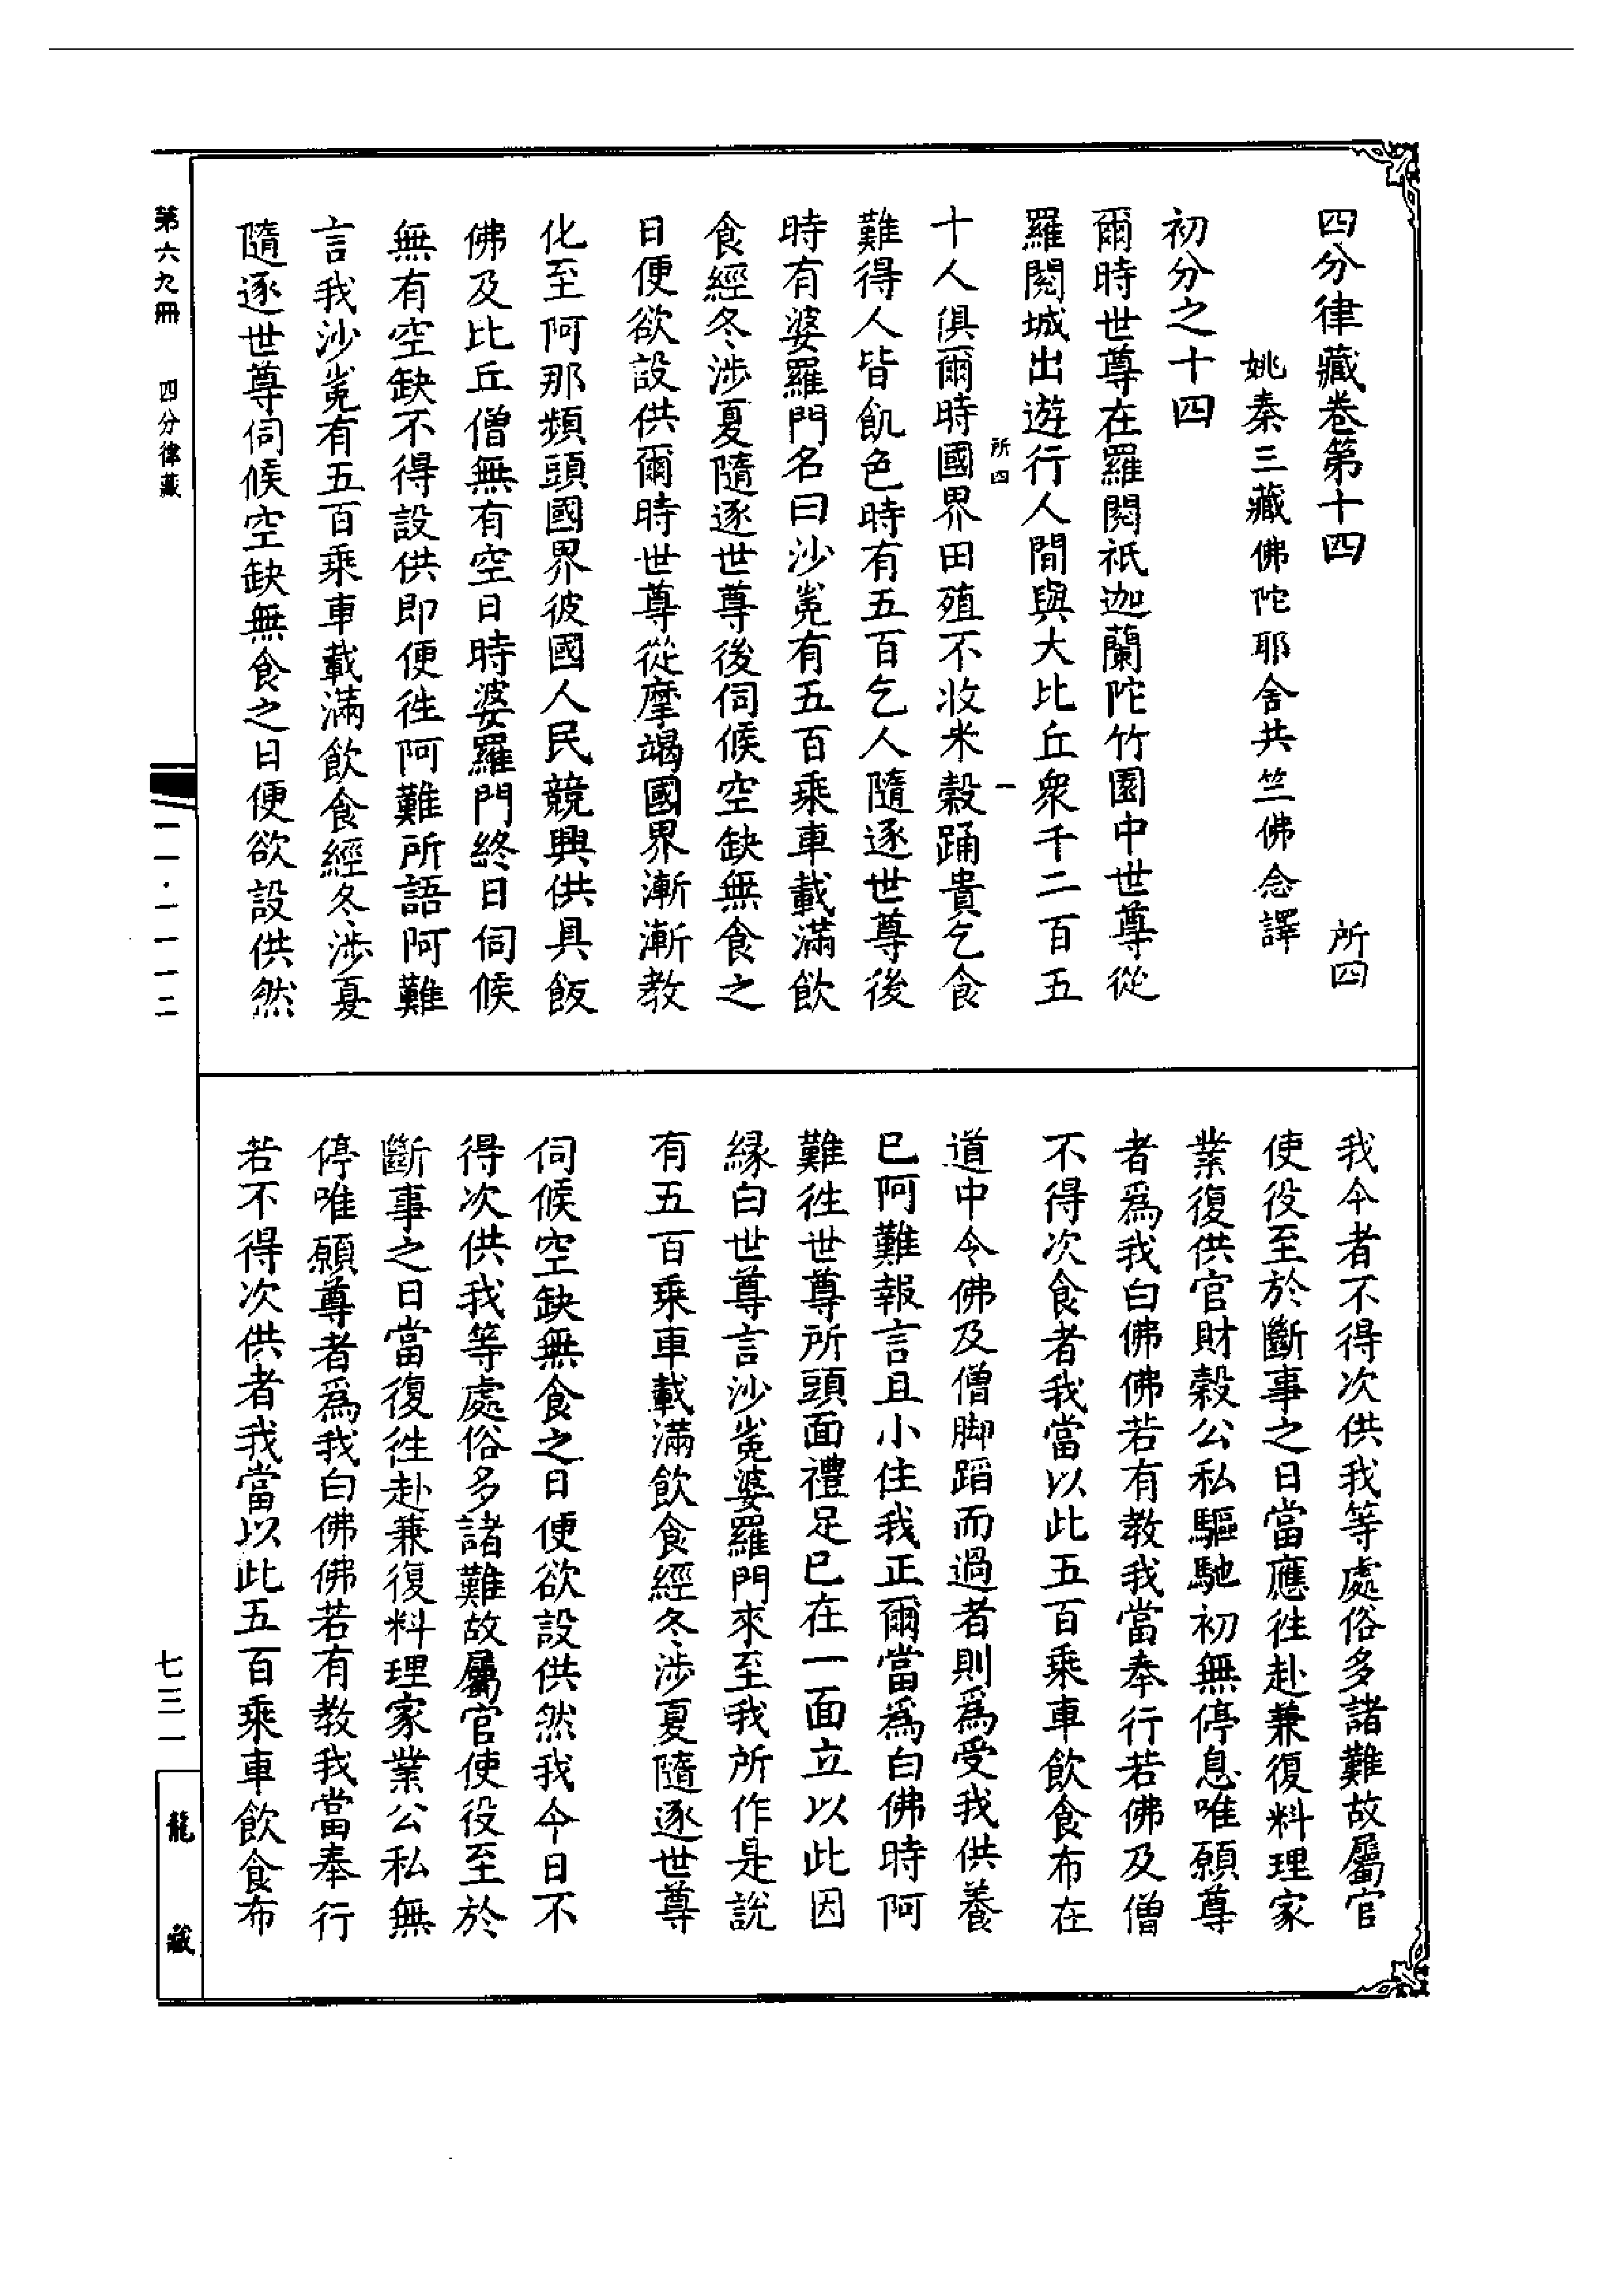 四分律藏卷第十四 所四
姚秦三藏佛陀耶舍共竺佛念譯
初分之十四
爾時世尊在羅閱祇迦蘭陀竹園中世尊從
羅閱城出遊行人間與大比丘衆千二百五
所四 一
十人俱爾時國界田殖不收米穀踊貴乞食
難得人皆飢色時有五百乞人隨逐世尊後
時有婆羅門名曰沙㲋有五百乘車載滿飲
食經冬涉夏隨逐世尊後伺候空缺無食之
日便欲設供爾時世尊從摩竭國界漸漸教
化至阿那頻頭國界彼國人民競興供具飯
佛及比丘僧無有空日時婆羅門終日伺候
無有空缺不得設供即便徃阿難所語阿難
言我沙㲋有五百乘車載滿飲食經冬涉夏
隨逐世尊伺候空缺無食之日便欲設供然
我今者不得次供我等處俗多諸難故屬官
使役至於斷事之日當應徃赴兼復料理家
業復供官財穀公私驅馳初無停息唯願尊
者爲我白佛佛若有教我當奉行若佛及僧
不得次食者我當以此五百乘車飲食布在
道中令佛及僧脚蹈而過者則爲受我供養
已阿難報言且小住我正爾當爲白佛時阿
難徃世尊所頭面禮足已在一面立以此因
緣白世尊言沙㲋婆羅門來至我所作是說
有五百乘車載滿飲食經冬涉夏隨逐世尊
伺候空缺無食之日便欲設供然我今日不
得次供我等處俗多諸難故屬官使役至於
斷事之日當復徃赴兼復料理家業公私無
停唯願尊者爲我白佛佛若有教我當奉行
若不得次供者我當以此五百乘車飲食布
第六九冊 四分律藏
一一·一一一二
七三一
龍藏